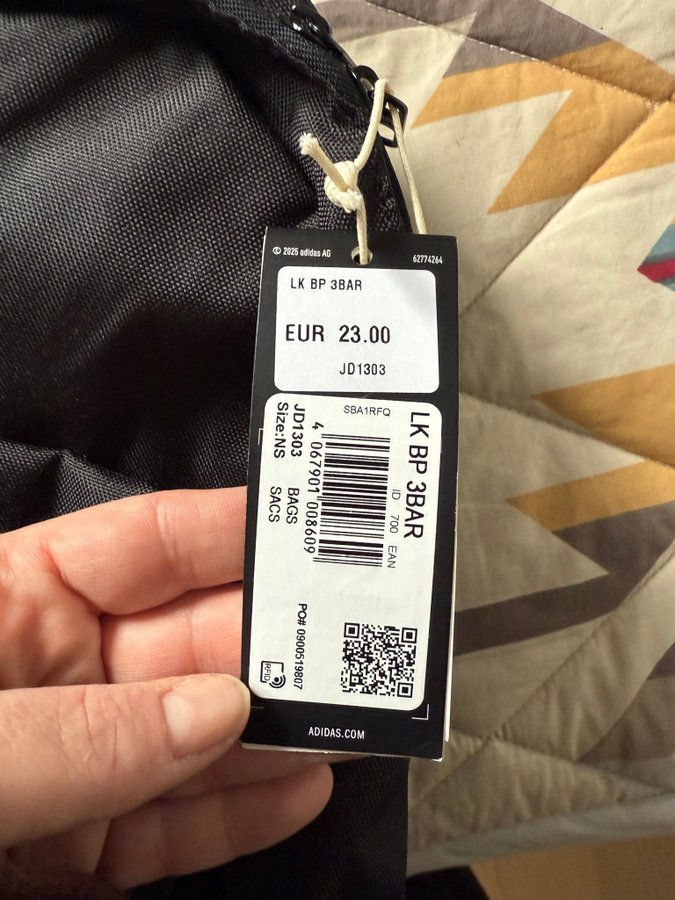 © 2025 adidas AG
62774264
LK BP 3BAR
EUR 23.00
JD1303
SBA1RFQ
LK BP 3BAR
ID 700 EAN
4 067901 008609
JD1303 BAGS
Size:NS SACS
PO# 0900519807
RFID
ADIDAS.COM